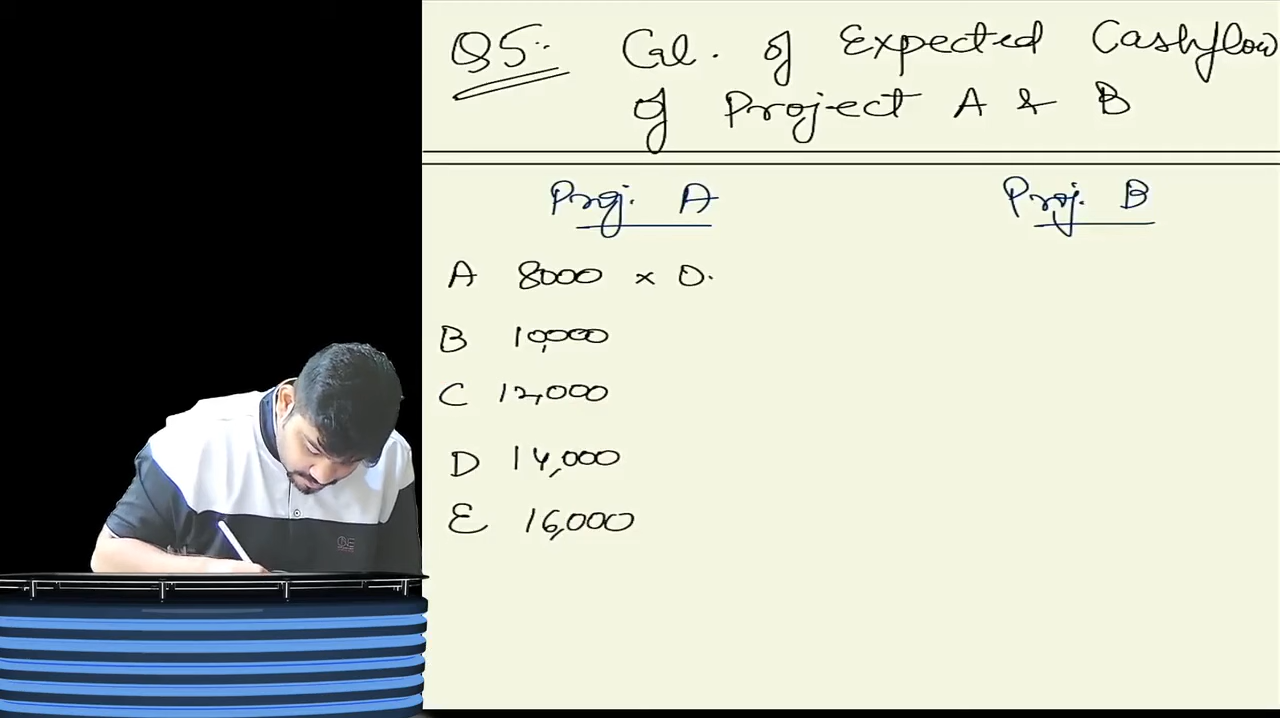 Q5:. Cal. of Expected Cashflow
of Project A & B
Proj. A Proj. B
A 8000 × 0.
B 10,000
C 12,000
D 14,000
E 16,000